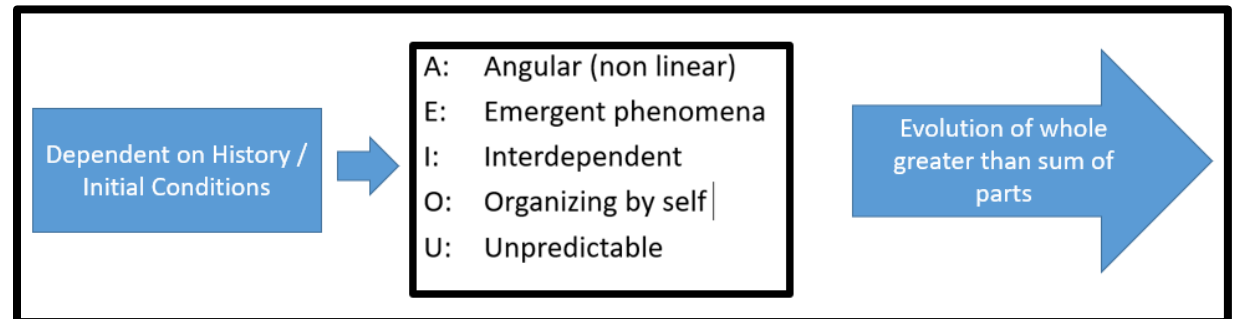 Dependent on History /
Initial Conditions
A: Angular (non linear)
E: Emergent phenomena
I: Interdependent
O: Organizing by self
U: Unpredictable
Evolution of whole
greater than sum of
parts